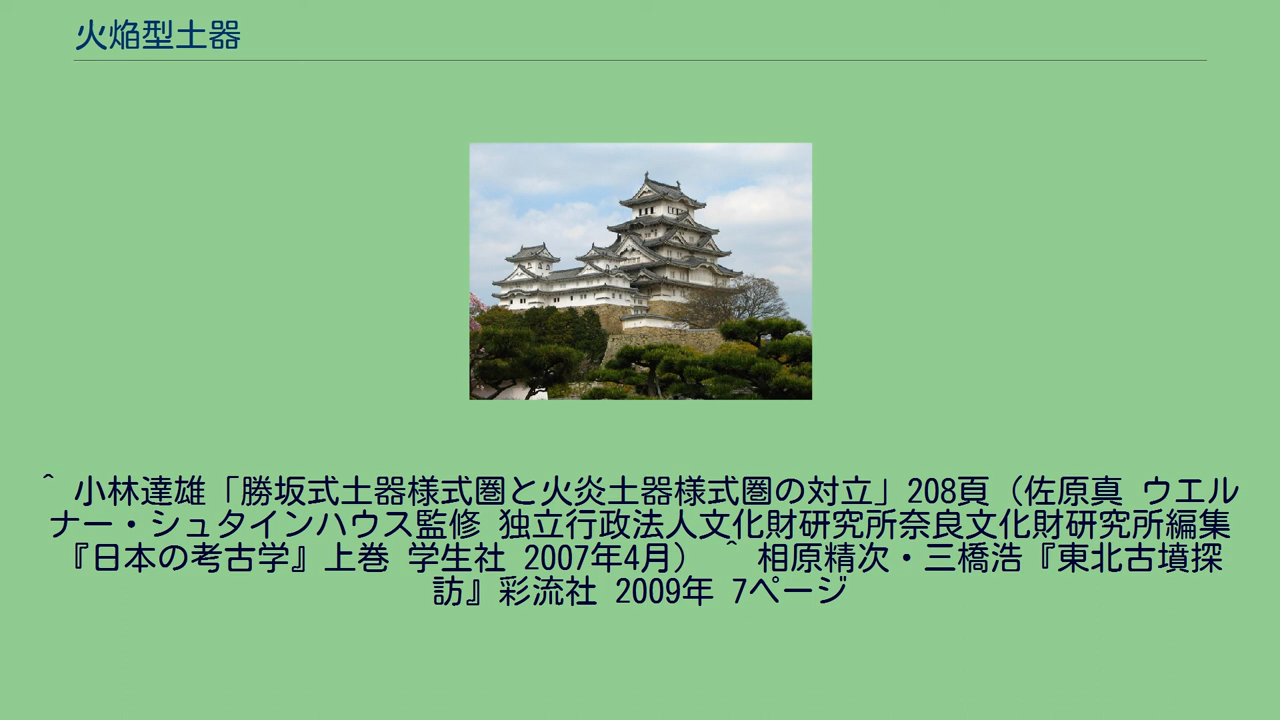 火焔型土器
^ 小林達雄「勝坂式土器様式圏と火炎土器様式圏の対立」208頁（佐原真 ウエル
ナー・シュタインハウス監修 独立行政法人文化財研究所奈良文化財研究所編集
『日本の考古学』上巻 学生社 2007年4月） ^ 相原精次・三橋浩『東北古墳探
訪』彩流社 2009年 7ページ